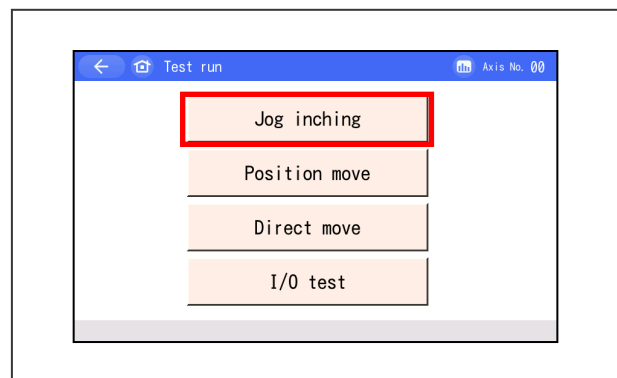 Test run
Axis No. 00
Jog inching
Position move
Direct move
I/O test